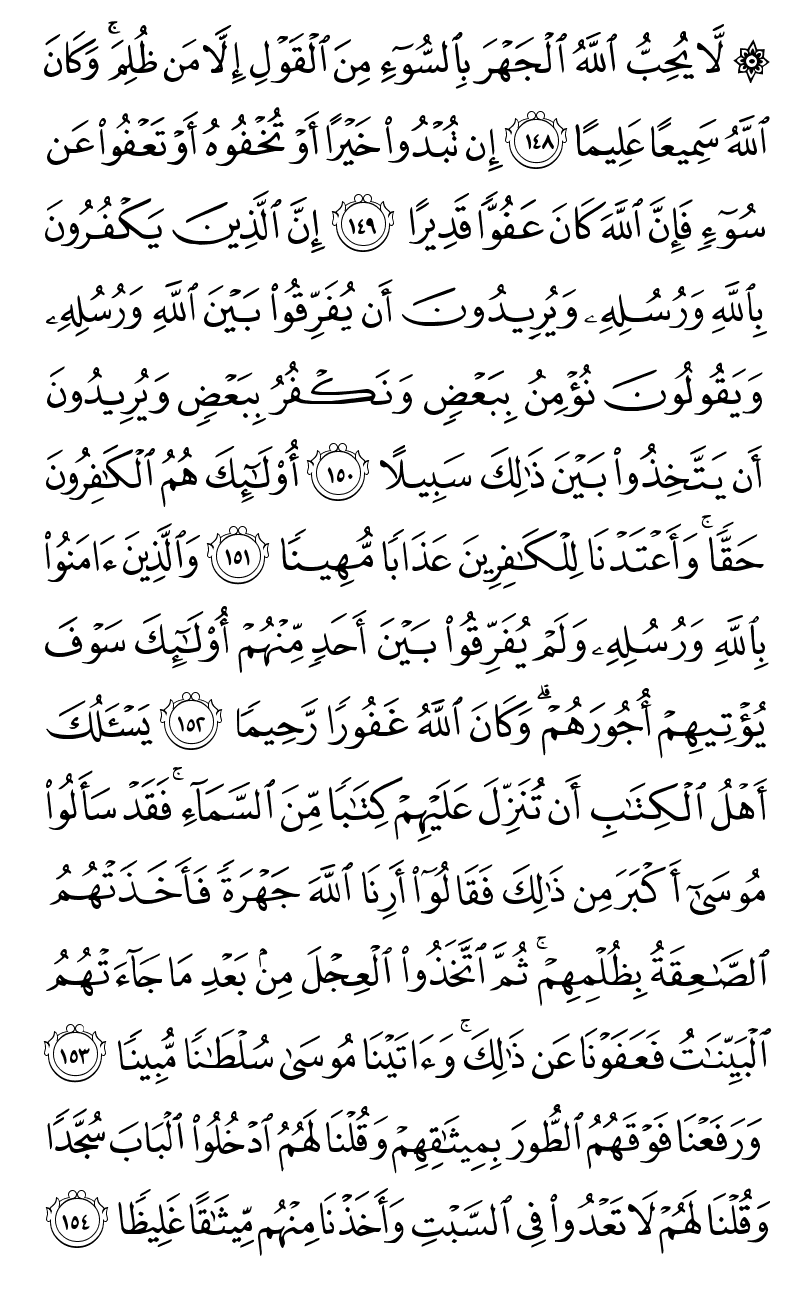 ۞ لَّا يُحِبُّ ٱللَّهُ ٱلْجَهْرَ بِٱلسُّوٓءِ مِنَ ٱلْقَوْلِ إِلَّا مَن ظُلِمَ ۚ وَكَانَ
ٱللَّهُ سَمِيعًا عَلِيمًا ١٤٨ إِن تُبْدُوا۟ خَيْرًا أَوْ تُخْفُوهُ أَوْ تَعْفُوا۟ عَن
سُوٓءٍ فَإِنَّ ٱللَّهَ كَانَ عَفُوًّا قَدِيرًا ١٤٩ إِنَّ ٱلَّذِينَ يَكْفُرُونَ
بِٱللَّهِ وَرُسُلِهِۦ وَيُرِيدُونَ أَن يُفَرِّقُوا۟ بَيْنَ ٱللَّهِ وَرُسُلِهِۦ
وَيَقُولُونَ نُؤْمِنُ بِبَعْضٍ وَنَكْفُرُ بِبَعْضٍ وَيُرِيدُونَ
أَن يَتَّخِذُوا۟ بَيْنَ ذَٰلِكَ سَبِيلًا ١٥٠ أُو۟لَـٰٓئِكَ هُمُ ٱلْكَـٰفِرُونَ
حَقًّا ۚ وَأَعْتَدْنَا لِلْكَـٰفِرِينَ عَذَابًا مُّهِينًا ١٥١ وَٱلَّذِينَ ءَامَنُوا۟
بِٱللَّهِ وَرُسُلِهِۦ وَلَمْ يُفَرِّقُوا۟ بَيْنَ أَحَدٍ مِّنْهُمْ أُو۟لَـٰٓئِكَ سَوْفَ
يُؤْتِيهِمْ أُجُورَهُمْ ۗ وَكَانَ ٱللَّهُ غَفُورًا رَّحِيمًا ١٥٢ يَسْـَٔلُكَ
أَهْلُ ٱلْكِتَـٰبِ أَن تُنَزِّلَ عَلَيْهِمْ كِتَـٰبًا مِّنَ ٱلسَّمَآءِ ۚ فَقَدْ سَأَلُوا۟
مُوسَىٰٓ أَكْبَرَ مِن ذَٰلِكَ فَقَالُوٓا۟ أَرِنَا ٱللَّهَ جَهْرَةً فَأَخَذَتْهُمُ
ٱلصَّـٰعِقَةُ بِظُلْمِهِمْ ۚ ثُمَّ ٱتَّخَذُوا۟ ٱلْعِجْلَ مِنۢ بَعْدِ مَا جَآءَتْهُمُ
ٱلْبَيِّنَـٰتُ فَعَفَوْنَا عَن ذَٰلِكَ ۚ وَءَاتَيْنَا مُوسَىٰ سُلْطَـٰنًا مُّبِينًا ١٥٣
وَرَفَعْنَا فَوْقَهُمُ ٱلطُّورَ بِمِيثَـٰقِهِمْ وَقُلْنَا لَهُمُ ٱدْخُلُوا۟ ٱلْبَابَ سُجَّدًا
وَقُلْنَا لَهُمْ لَا تَعْدُوا۟ فِى ٱلسَّبْتِ وَأَخَذْنَا مِنْهُم مِّيثَـٰقًا غَلِيظًا ١٥٤